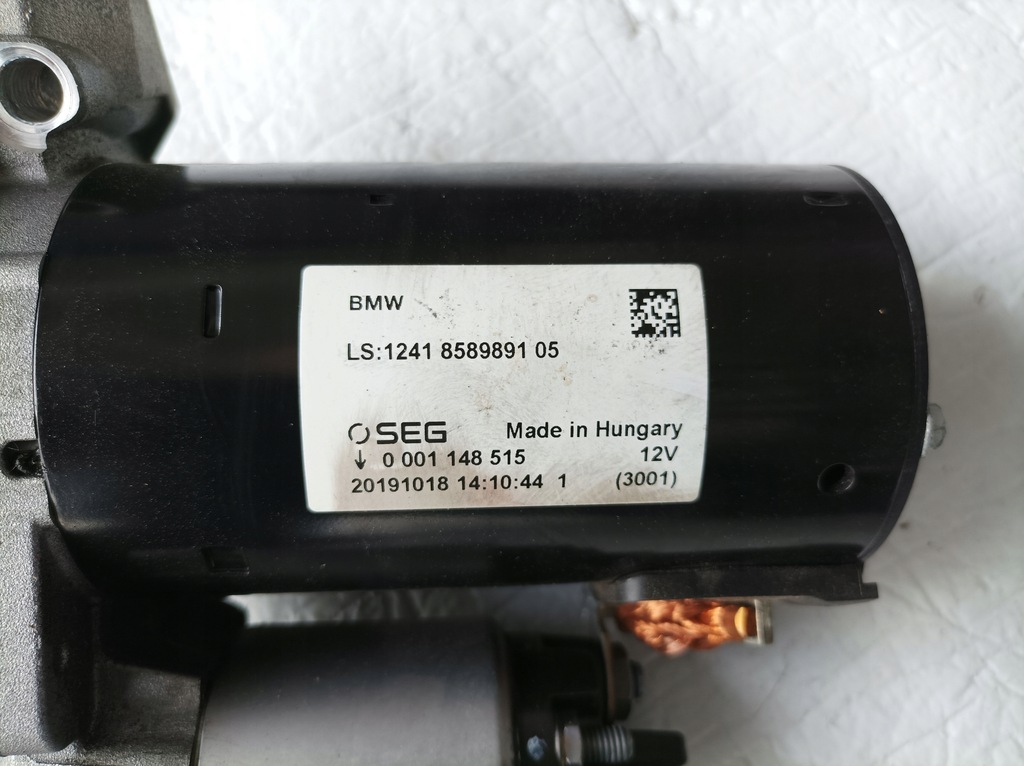 BMW
LS:1241 8589891 05
SEG Made in Hungary
0 001 148 515 12V
20191018 14:10:44 1 (3001)